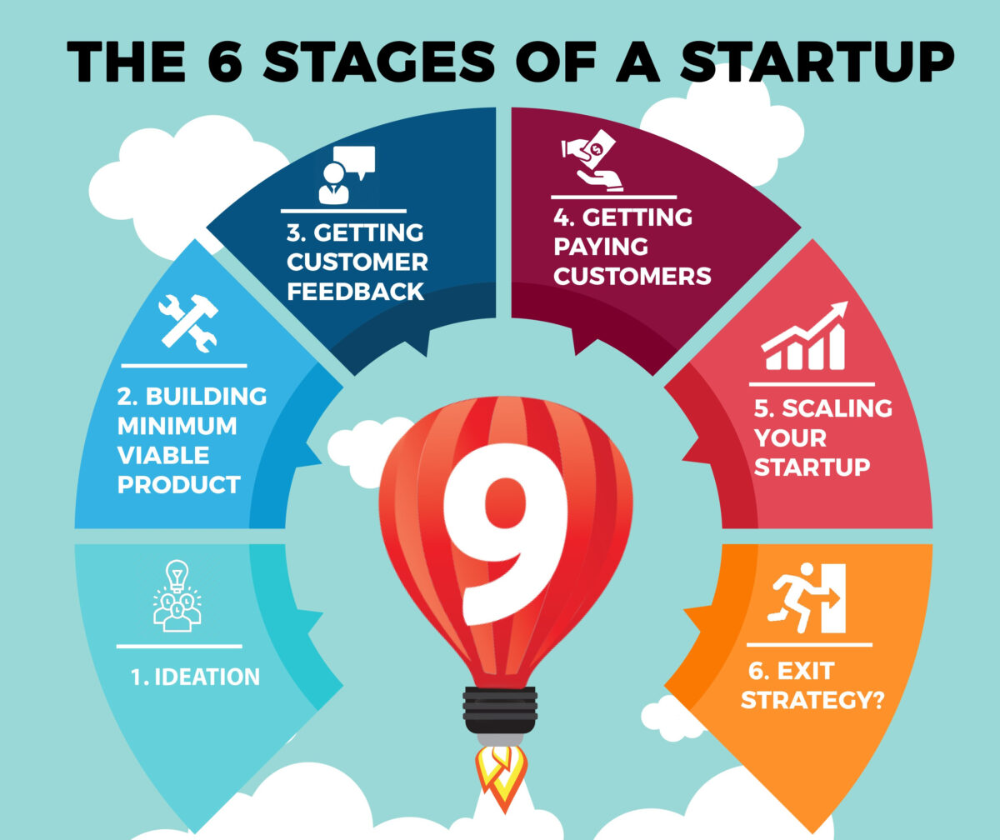 THE 6 STAGES OF A STARTUP
1. IDEATION
2. BUILDING
MINIMUM
VIABLE
PRODUCT
3. GETTING
CUSTOMER
FEEDBACK
4. GETTING
PAYING
CUSTOMERS
5. SCALING
YOUR
STARTUP
6. EXIT
STRATEGY?
9
$
L L
L